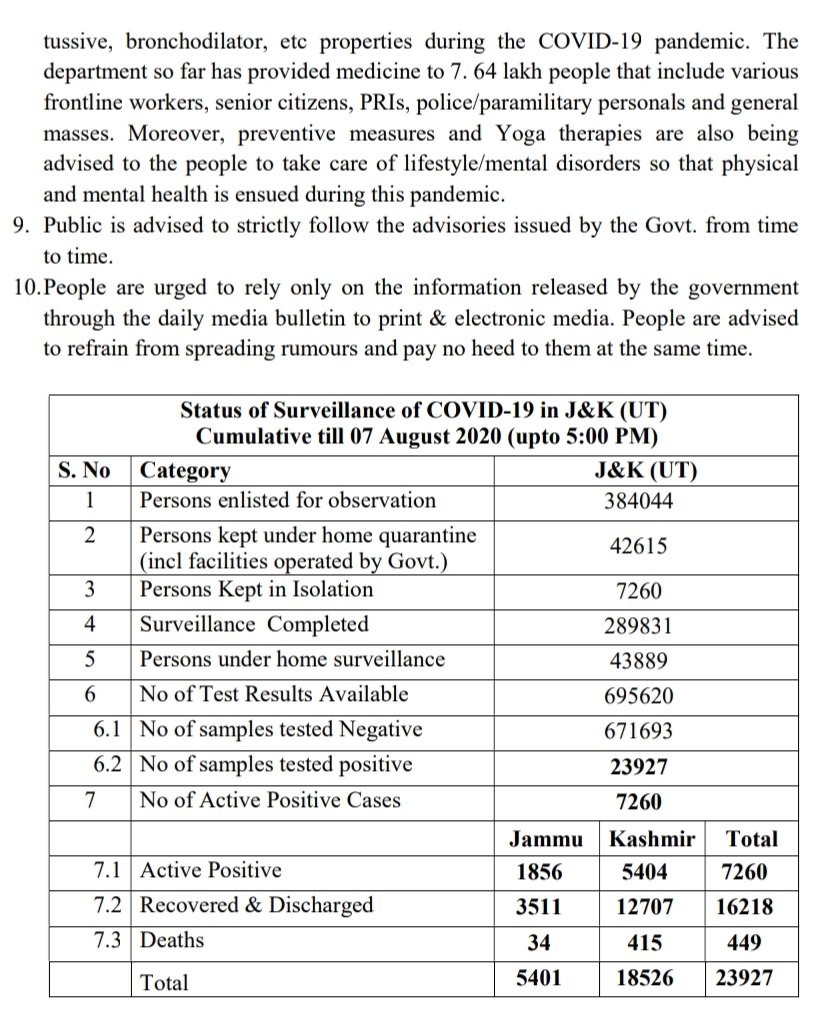 tussive, bronchodilator, etc properties during the COVID-19 pandemic. The
department so far has provided medicine to 7. 64 lakh people that include various
frontline workers, senior citizens, PRIs, police/paramilitary personals and general
masses. Moreover, preventive measures and Yoga therapies are also being
advised to the people to take care of lifestyle/mental disorders so that physical
and mental health is ensued during this pandemic.
9. Public is advised to strictly follow the advisories issued by the Govt. from time
to time.
10.People are urged to rely only on the information released by the government
through the daily media bulletin to print & electronic media. People are advised
to refrain from spreading rumours and pay no heed to them at the same time.
Status of Surveillance of COVID-19 in J&K (UT)
Cumulative till 07 August 2020 (upto 5:00 PM)
S. No Category J&K (UT)
1 Persons enlisted for observation 384044
2 Persons kept under home quarantine
(incl facilities operated by Govt.) 42615
3 Persons Kept in Isolation 7260
4 Surveillance Completed 289831
5 Persons under home surveillance 43889
6 No of Test Results Available 695620
6.1 No of samples tested Negative 671693
6.2 No of samples tested positive 23927
7 No of Active Positive Cases 7260
Jammu Kashmir Total
7.1 Active Positive 1856 5404 7260
7.2 Recovered & Discharged 3511 12707 16218
7.3 Deaths 34 415 449
Total 5401 18526 23927